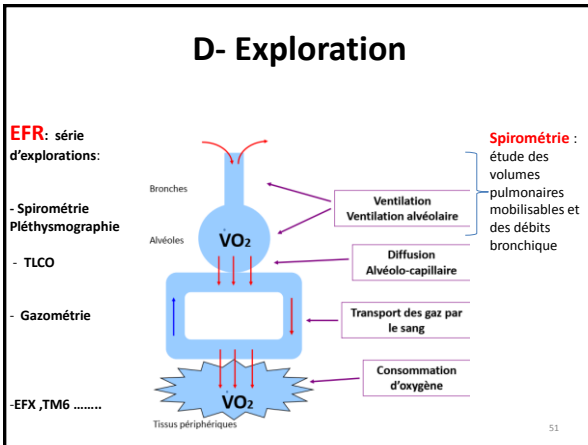 D- Exploration
EFR: série
d'explorations:
- Spirométrie
Pléthysmographie
- TLCO
- Gazométrie
-EFX ,TM6 ........
Bronches
Alvéoles
V̇O2
V̇O2
Tissus périphériques
Ventilation
Ventilation alvéolaire
Diffusion
Alvéolo-capillaire
Transport des gaz par
le sang
Consommation
d'oxygène
Spirométrie :
étude des
volumes
pulmonaires
mobilisables et
des débits
bronchique
51